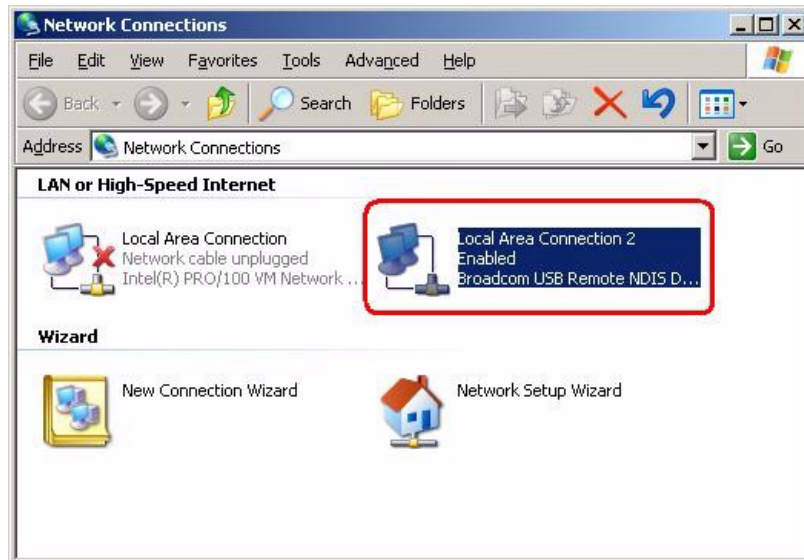 Network Connections
File Edit View Favorites Tools Advanced Help
Back Search Folders
Address Network Connections Go
LAN or High-Speed Internet
Local Area Connection
Network cable unplugged
Intel(R) PRO/100 VM Network ...
Local Area Connection 2
Enabled
Broadcom USB Remote NDIS D...
Wizard
New Connection Wizard
Network Setup Wizard